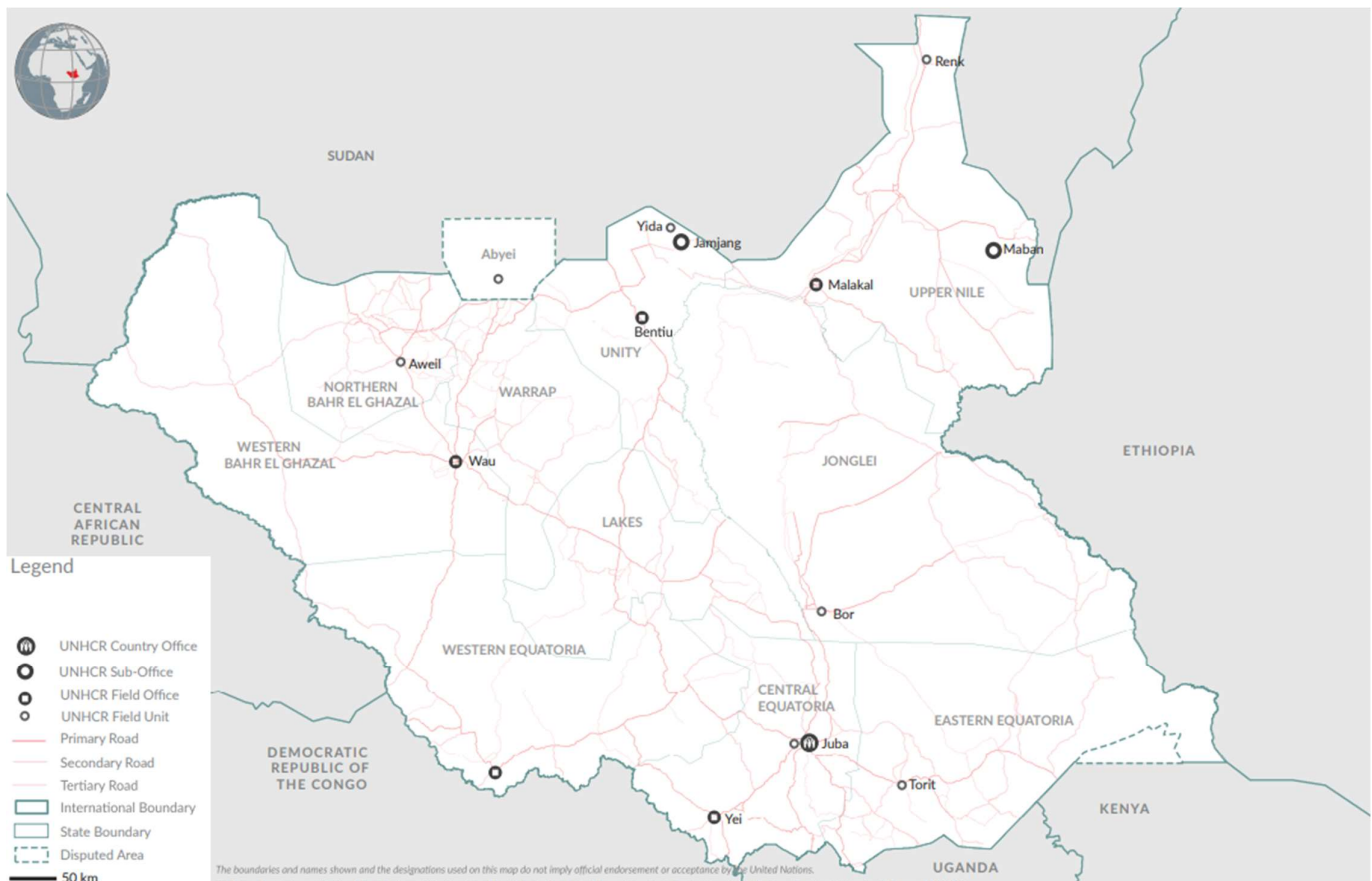 Renk
SUDAN
Yida
Jamjang
Maban
Abyei
Malakal
UPPER NILE
Bentiu
UNITY
Aweil
NORTHERN
BAHR EL GHAZAL
WARRAP
WESTERN
BAHR EL GHAZAL
Wau
JONGLEI
ETHIOPIA
CENTRAL
AFRICAN
REPUBLIC
LAKES
Bor
WESTERN EQUATORIA
CENTRAL
EQUATORIA
EASTERN EQUATORIA
Juba
DEMOCRATIC
REPUBLIC OF
THE CONGO
Torit
Yei
KENYA
UGANDA
Legend
UNHCR Country Office
UNHCR Sub-Office
UNHCR Field Office
UNHCR Field Unit
Primary Road
Secondary Road
Tertiary Road
International Boundary
State Boundary
Disputed Area
50 km
The boundaries and names shown and the designations used on this map do not imply official endorsement or acceptance by the United Nations.